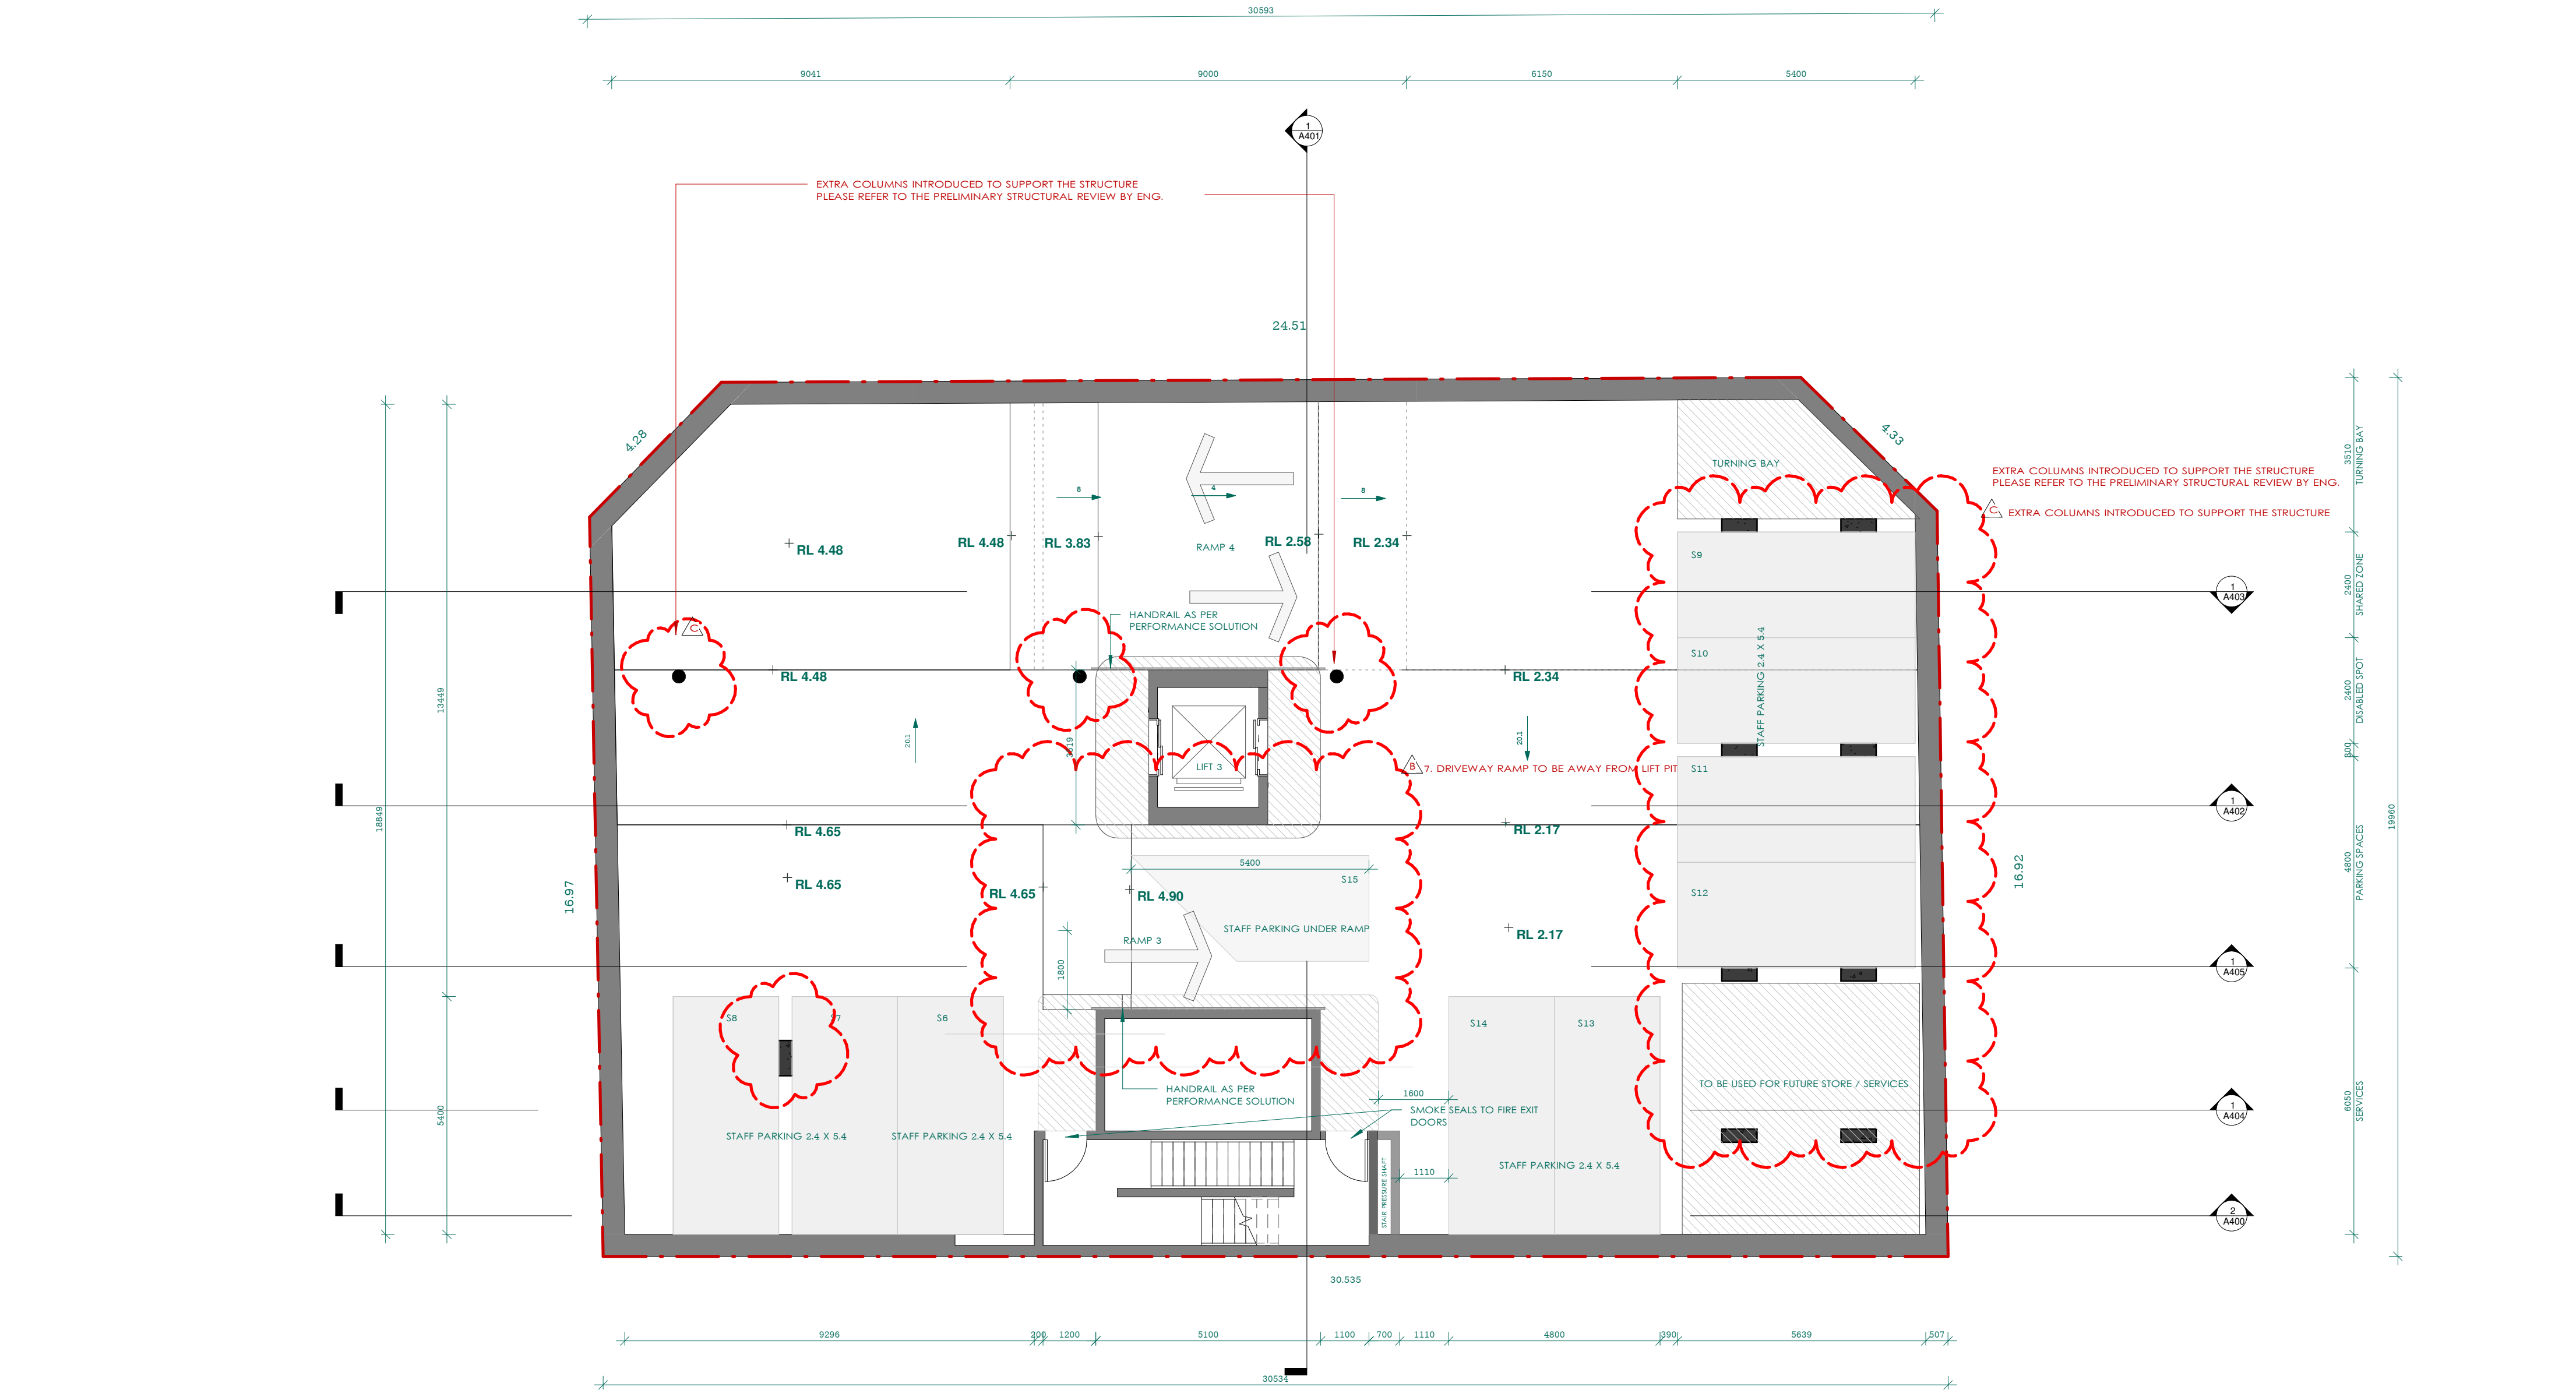 30593
9041
9000
6150
5400
1
A401
EXTRA COLUMNS INTRODUCED TO SUPPORT THE STRUCTURE
PLEASE REFER TO THE PRELIMINARY STRUCTURAL REVIEW BY ENG.
24.51
4.28
4.33
TURNING BAY
3510
TURNING BAY
EXTRA COLUMNS INTRODUCED TO SUPPORT THE STRUCTURE
PLEASE REFER TO THE PRELIMINARY STRUCTURAL REVIEW BY ENG.
C
EXTRA COLUMNS INTRODUCED TO SUPPORT THE STRUCTURE
8
4
8
RL 4.48
RL 4.48
RL 3.83
RAMP 4
RL 2.58
RL 2.34
S9
2400
SHARED ZONE
1
A403
HANDRAIL AS PER
PERFORMANCE SOLUTION
C
S10
STAFF PARKING 2.4 X 5.4
RL 4.48
RL 2.34
2400
DISABLED SPOT
13449
20.1
20.1
LIFT 3
B
7. DRIVEWAY RAMP TO BE AWAY FROM LIFT PIT
S11
300
1
A402
18849
19960
RL 4.65
RL 2.17
RL 4.65
RL 4.65
RL 4.90
5400
S15
S12
4800
PARKING SPACES
16.97
16.92
STAFF PARKING UNDER RAMP
RL 2.17
RAMP 3
1800
1
A405
S8
S7
S6
S14
S13
TO BE USED FOR FUTURE STORE / SERVICES
HANDRAIL AS PER
PERFORMANCE SOLUTION
1600
SMOKE SEALS TO FIRE EXIT
DOORS
5400
6050
SERVICES
1
A404
STAFF PARKING 2.4 X 5.4
STAFF PARKING 2.4 X 5.4
STAFF PARKING 2.4 X 5.4
1110
STAIR PRESSURE SHAFT
2
A400
30.535
9296
200
1200
5100
1100
700
1110
4800
390
5639
507
30534